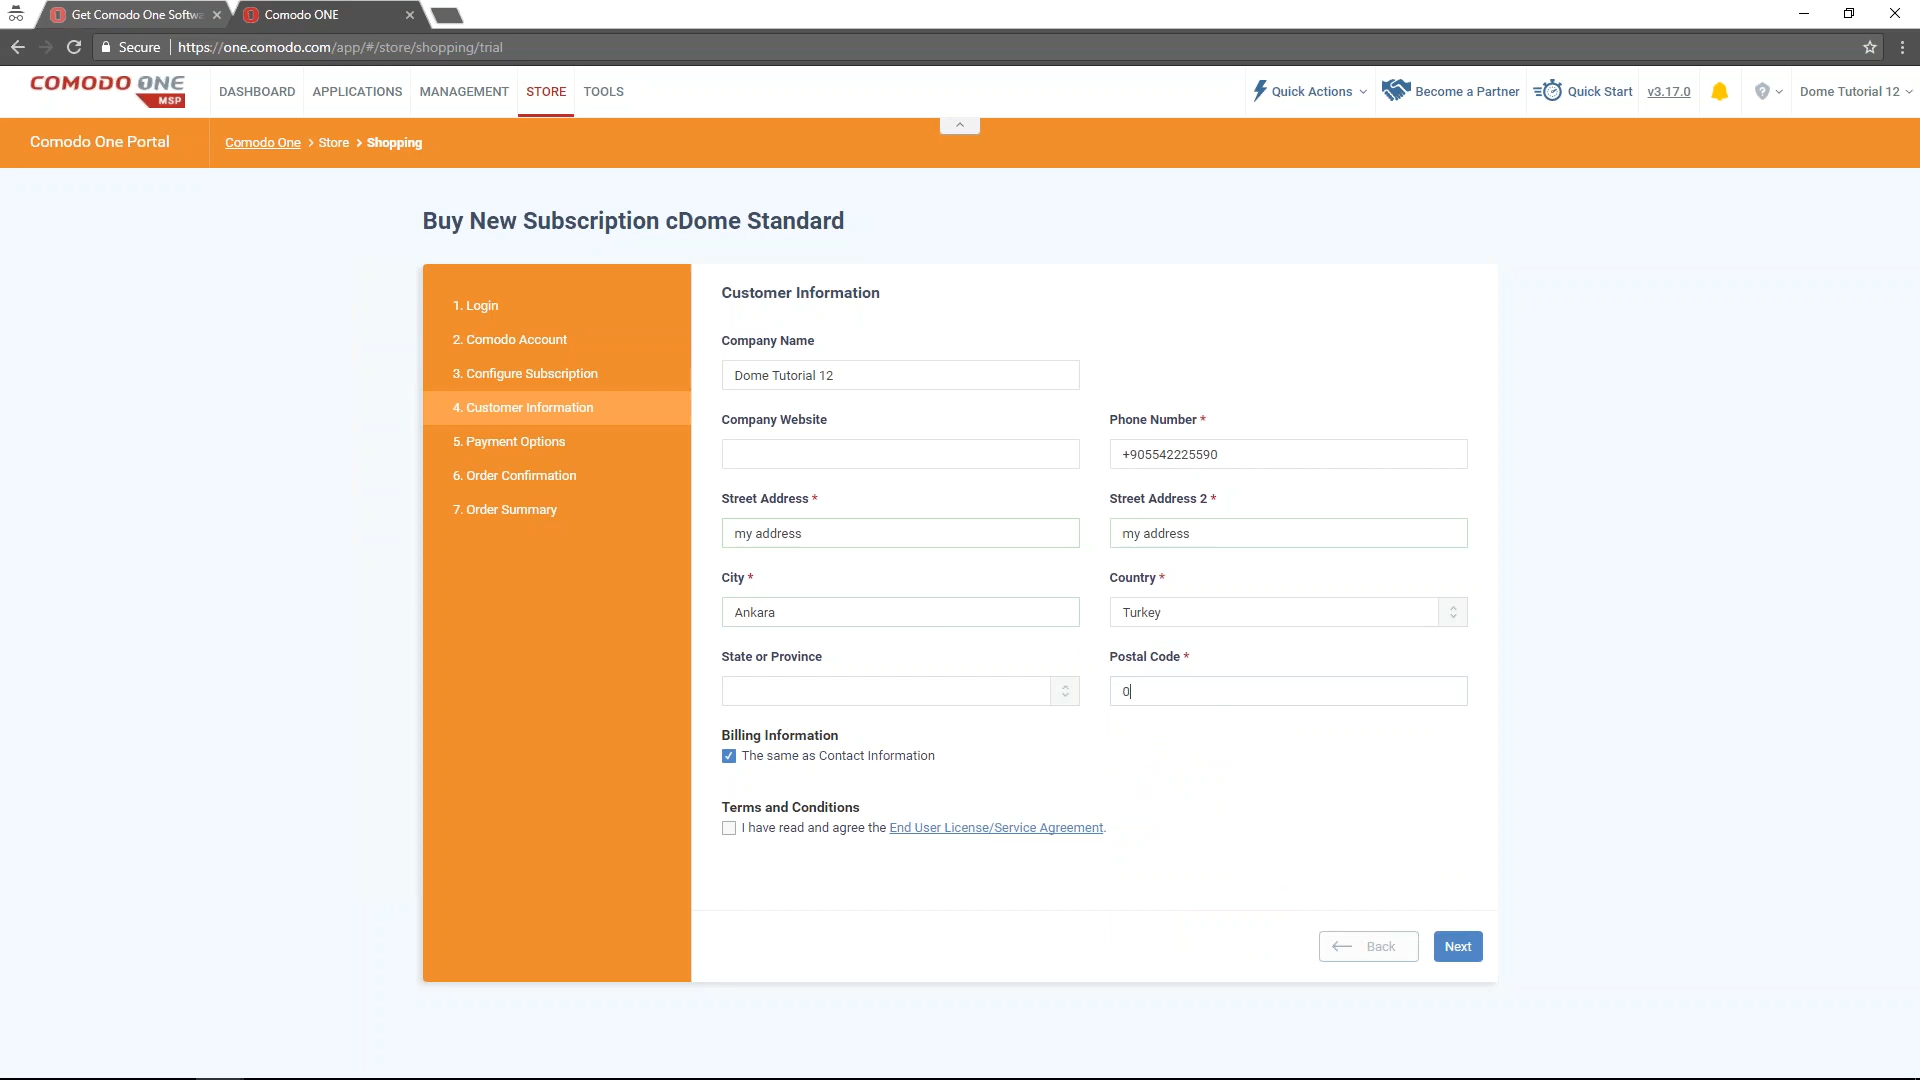 Get Comodo One Softwa
Comodo ONE
Secure
https://one.comodo.com/app/#/store/shopping/trial
COMODO ONE
MSP
DASHBOARD
APPLICATIONS
MANAGEMENT
STORE
TOOLS
Quick Actions
Become a Partner
Quick Start
v3.17.0
Dome Tutorial 12
Comodo One Portal
Comodo One > Store > Shopping
Buy New Subscription cDome Standard
1. Login
2. Comodo Account
3. Configure Subscription
4. Customer Information
5. Payment Options
6. Order Confirmation
7. Order Summary
Customer Information
Company Name
Dome Tutorial 12
Company Website
Phone Number *
+905542225590
Street Address *
Street Address 2 *
my address
my address
City *
Country *
Ankara
Turkey
State or Province
Postal Code *
0
Billing Information
The same as Contact Information
Terms and Conditions
I have read and agree the End User License/Service Agreement.
Back
Next